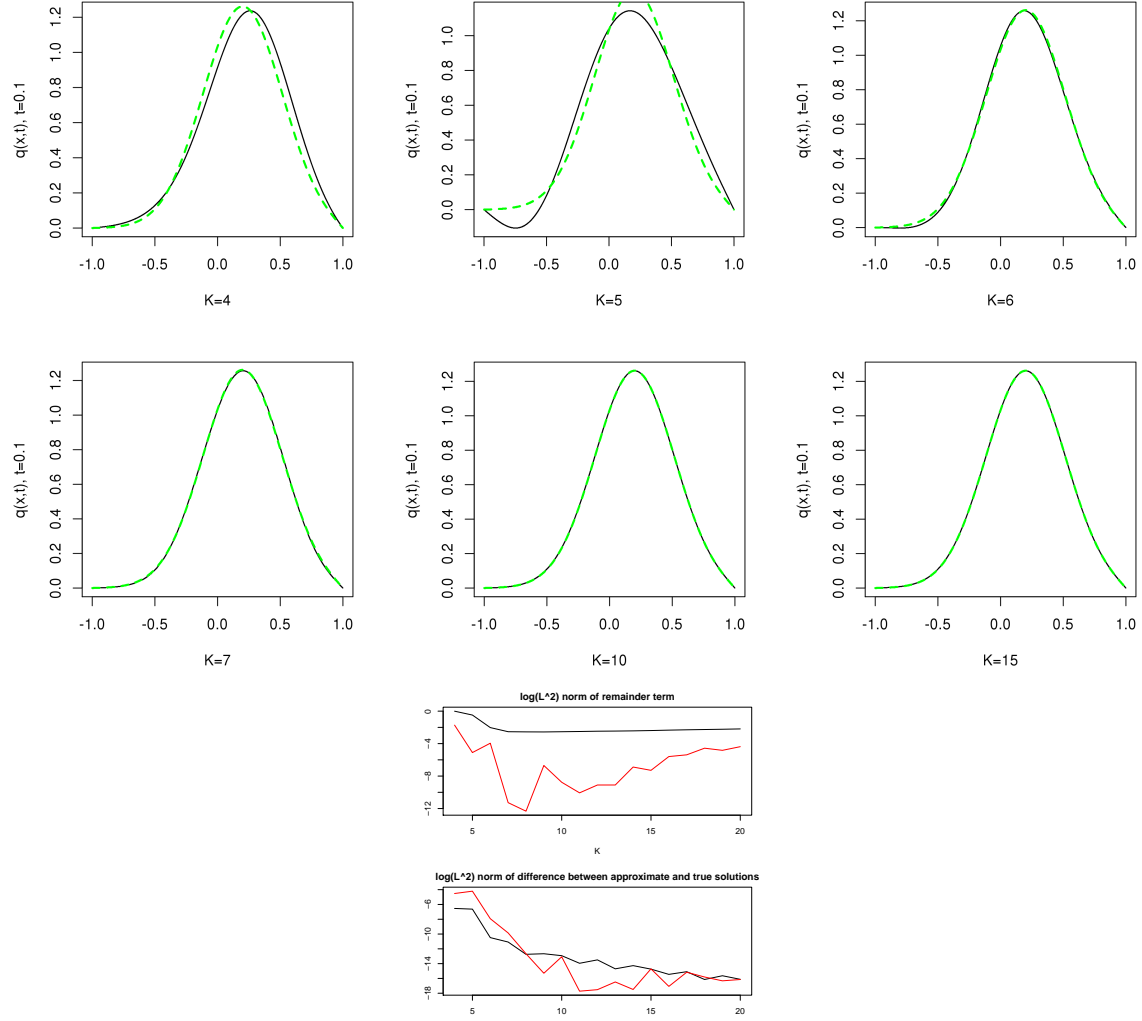 q(x,t), t=0.1
0.0 0.2 0.4 0.6 0.8 1.0 1.2
-1.0 -0.5 0.0 0.5 1.0
K=4
q(x,t), t=0.1
0.0 0.2 0.4 0.6 0.8 1.0
-1.0 -0.5 0.0 0.5 1.0
K=5
q(x,t), t=0.1
0.0 0.2 0.4 0.6 0.8 1.0 1.2
-1.0 -0.5 0.0 0.5 1.0
K=6
q(x,t), t=0.1
0.0 0.2 0.4 0.6 0.8 1.0 1.2
-1.0 -0.5 0.0 0.5 1.0
K=7
q(x,t), t=0.1
0.0 0.2 0.4 0.6 0.8 1.0 1.2
-1.0 -0.5 0.0 0.5 1.0
K=10
q(x,t), t=0.1
0.0 0.2 0.4 0.6 0.8 1.0 1.2
-1.0 -0.5 0.0 0.5 1.0
K=15
log(L^2) norm of remainder term
-12 -8 -4 0
5 10 15 20
K
log(L^2) norm of difference between approximate and true solutions
-18 -14 -10 -6
5 10 15 20